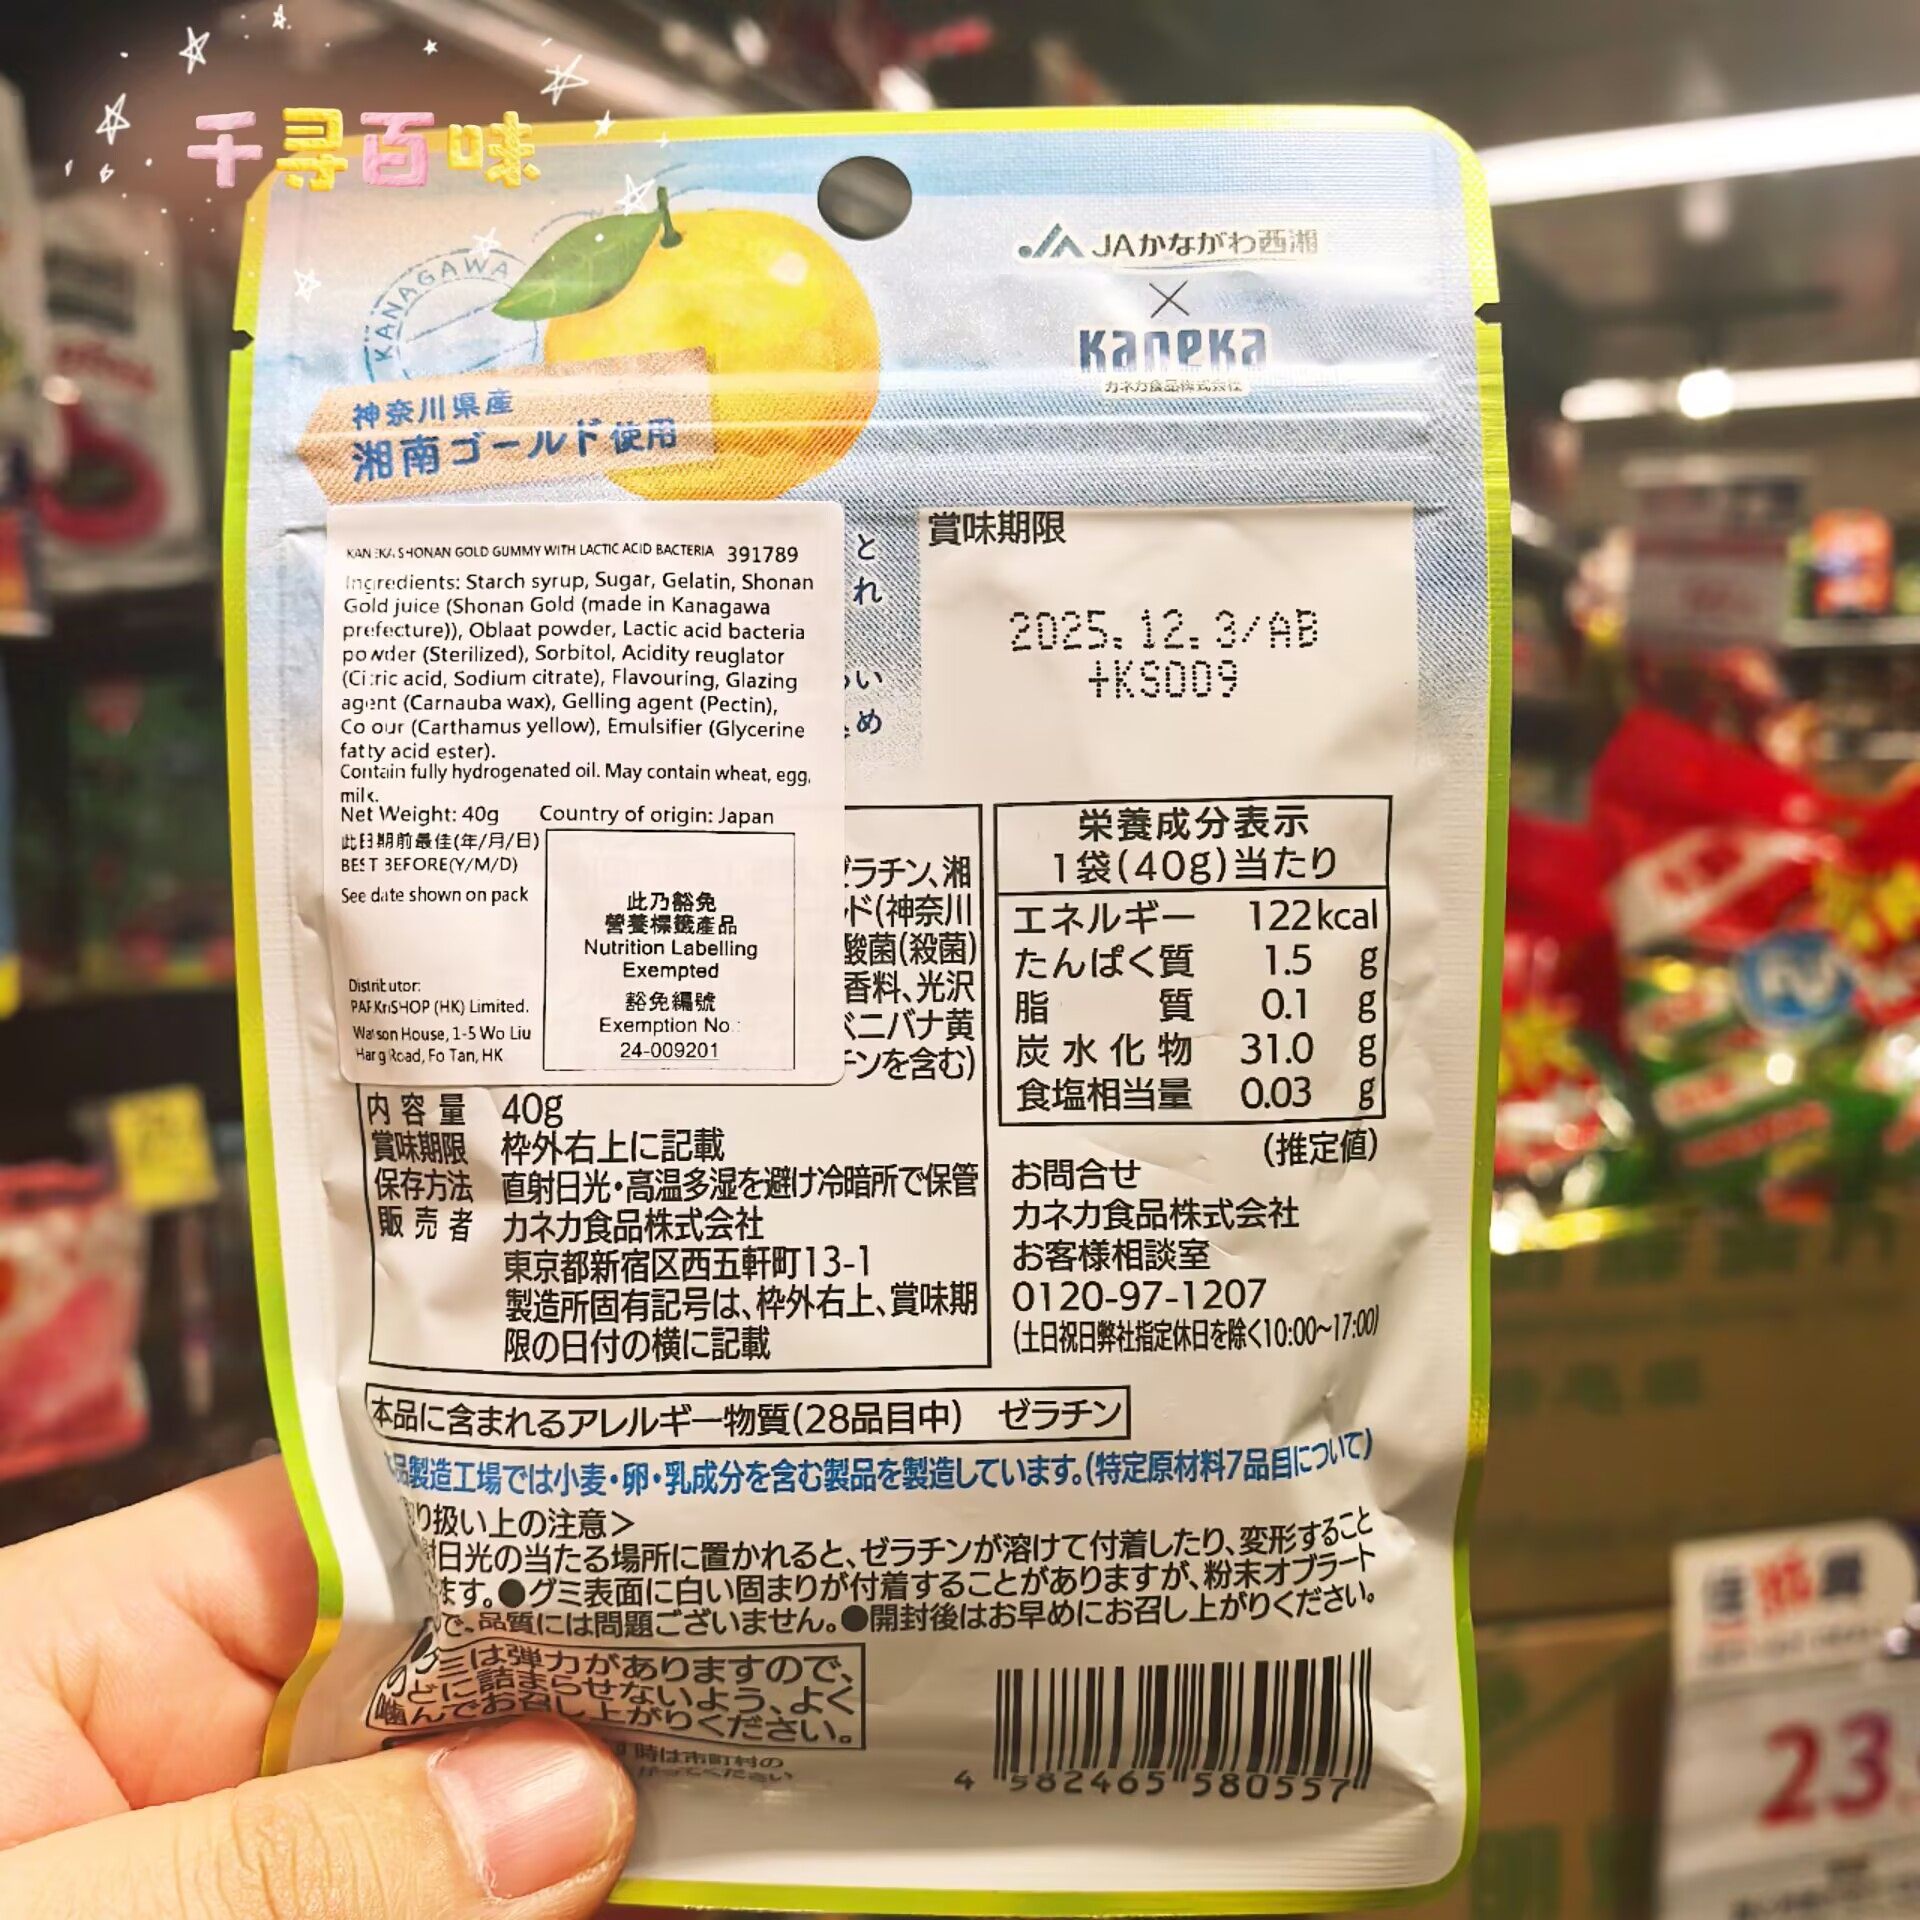 千寻百味
KANAGAWA
神奈川県産
湘南ゴールド使用
JAかながわ西湘
×
Kaneka
カネカ食品株式会社
KANEKA SHONAN GOLD GUMMY WITH LACTIC ACID BACTERIA 391789
Ingredients: Starch syrup, Sugar, Gelatin, Shonan
Gold juice (Shonan Gold (made in Kanagawa
prefecture)), Oblaat powder, Lactic acid bacteria
powder (Sterilized), Sorbitol, Acidity reuglator
(Citric acid, Sodium citrate), Flavouring, Glazing
agent (Carnauba wax), Gelling agent (Pectin),
Colour (Carthamus yellow), Emulsifier (Glycerine
fatty acid ester).
Contain fully hydrogenated oil. May contain wheat, egg,
milk.
Net Weight: 40g Country of origin: Japan
此日期前最佳(年/月/日)
BEST BEFORE(Y/M/D)
See date shown on pack
Distributor:
PARKnSHOP (HK) Limited.
Watson House, 1-5 Wo Liu
Hang Road, Fo Tan, HK
此乃豁免
營養標籤產品
Nutrition Labelling
Exempted
豁免編號
Exemption No.:
24-009201
と
れ
い
め
賞味期限
2025.12.3/AB
+KS009
ゼラチン、湘
ド(神奈川
酸菌(殺菌)
香料、光沢
ベニバナ黄
チンを含む)
内容量 40g
賞味期限 枠外右上に記載
保存方法 直射日光・高温多湿を避け冷暗所で保管
販売者 カネカ食品株式会社
東京都新宿区西五軒町13-1
製造所固有記号は、枠外右上、賞味期
限の日付の横に記載
栄養成分表示
1袋(40g)当たり
エネルギー 122kcal
たんぱく質 1.5 g
脂質 0.1 g
炭水化物 31.0 g
食塩相当量 0.03 g
(推定値)
お問合せ
カネカ食品株式会社
お客様相談室
0120-97-1207
(土日祝日弊社指定休日を除く10:00~17:00)
本品に含まれるアレルギー物質(28品目中) ゼラチン
品製造工場では小麦・卵・乳成分を含む製品を製造しています。(特定原材料7品目について)
り扱い上の注意>
射日光の当たる場所に置かれると、ゼラチンが溶けて付着したり、変形すること
ます。●グミ表面に白い固まりが付着することがありますが、粉末オブラート
で、品質には問題ございません。●開封後はお早めにお召し上がりください。
グミは弾力がありますので、
のどに詰まらせないよう、よく
噛んでお召し上がりください。
時は市町村の
4 582465 580557
23